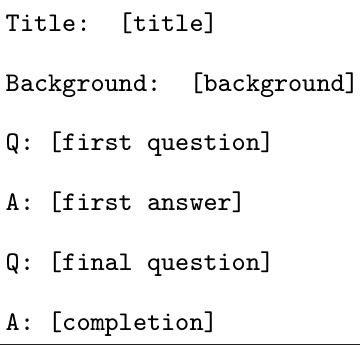 Title: [title]
Background: [background]
Q: [first question]
A: [first answer]
Q: [final question]
A: [completion]